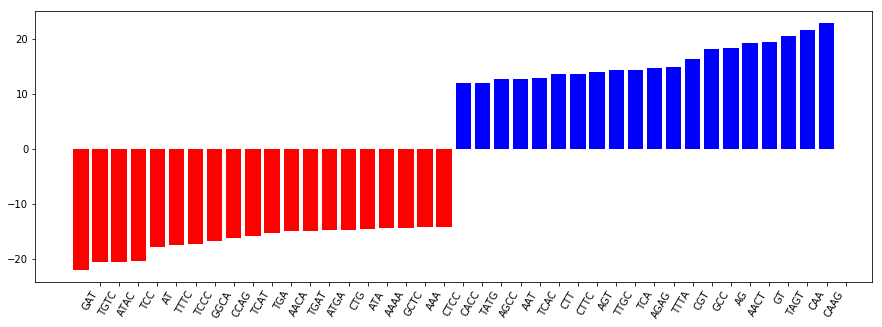 20
10
0
−10
−20
GAT
TGTC
ATAC
TCC
AT
TTTC
TCCC
GGCA
CCAG
TCAT
TGA
AACA
TGAT
ATGA
CTG
ATA
AAAA
GCTC
AAA
CTCC
CACC
TATG
AGCC
AAT
TCAC
CTT
CTTC
AGT
TTGC
TCA
AGAG
TTTA
CGT
GCC
AG
AACT
GT
TAGT
CAA
CAAG